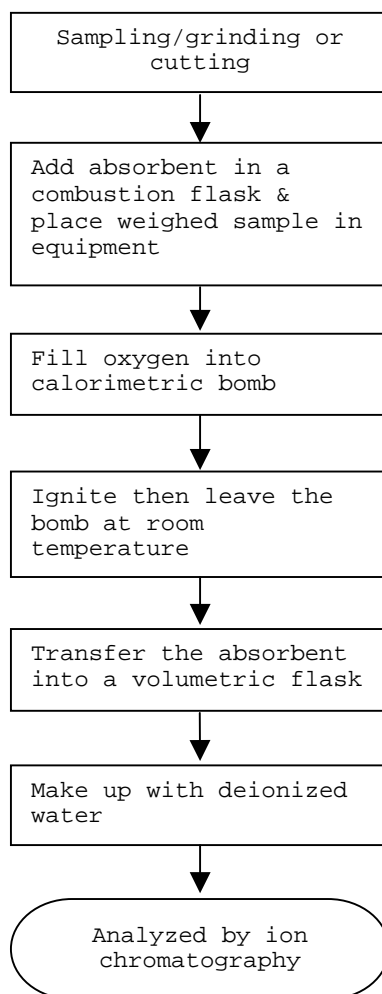 Sampling/grinding or
cutting
Add absorbent in a
combustion flask &
place weighed sample in
equipment
Fill oxygen into
calorimetric bomb
Ignite then leave the
bomb at room
temperature
Transfer the absorbent
into a volumetric flask
Make up with deionized
water
Analyzed by ion
chromatography